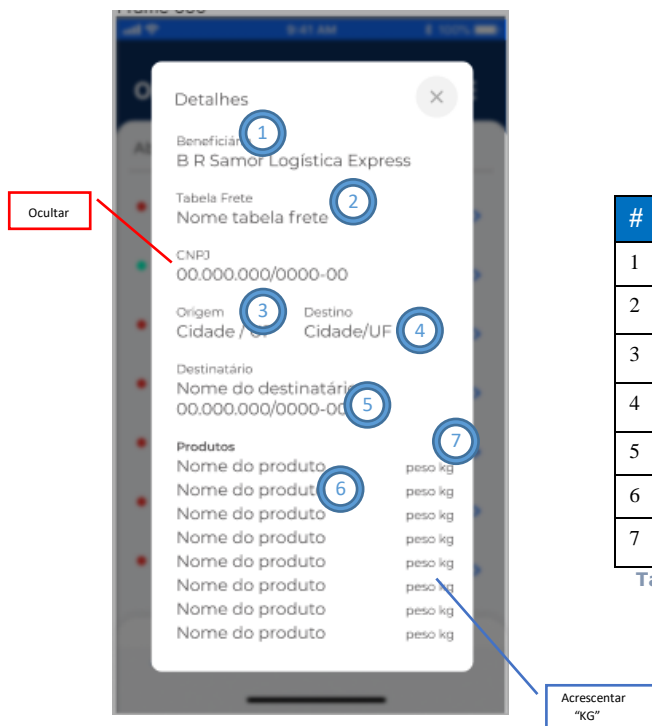 9:41 AM
100%
Detalhes
×
Beneficiár
1
B R Samor Logística Express
Tabela Frete
2
Nome tabela frete
Ocultar
CNPJ
00.000.000/0000-00
Origem
3
Destino
Cidade /
Cidade/UF
4
Destinatário
Nome do destinatári
00.000.000/0000-00
5
7
Produtos
Nome do produto peso kg
Nome do produt 6 peso kg
Nome do produto peso kg
Nome do produto peso kg
Nome do produto peso kg
Nome do produto peso kg
Nome do produto peso kg
Nome do produto peso kg
Acrescentar
“KG”
#
1
2
3
4
5
6
7
Ta